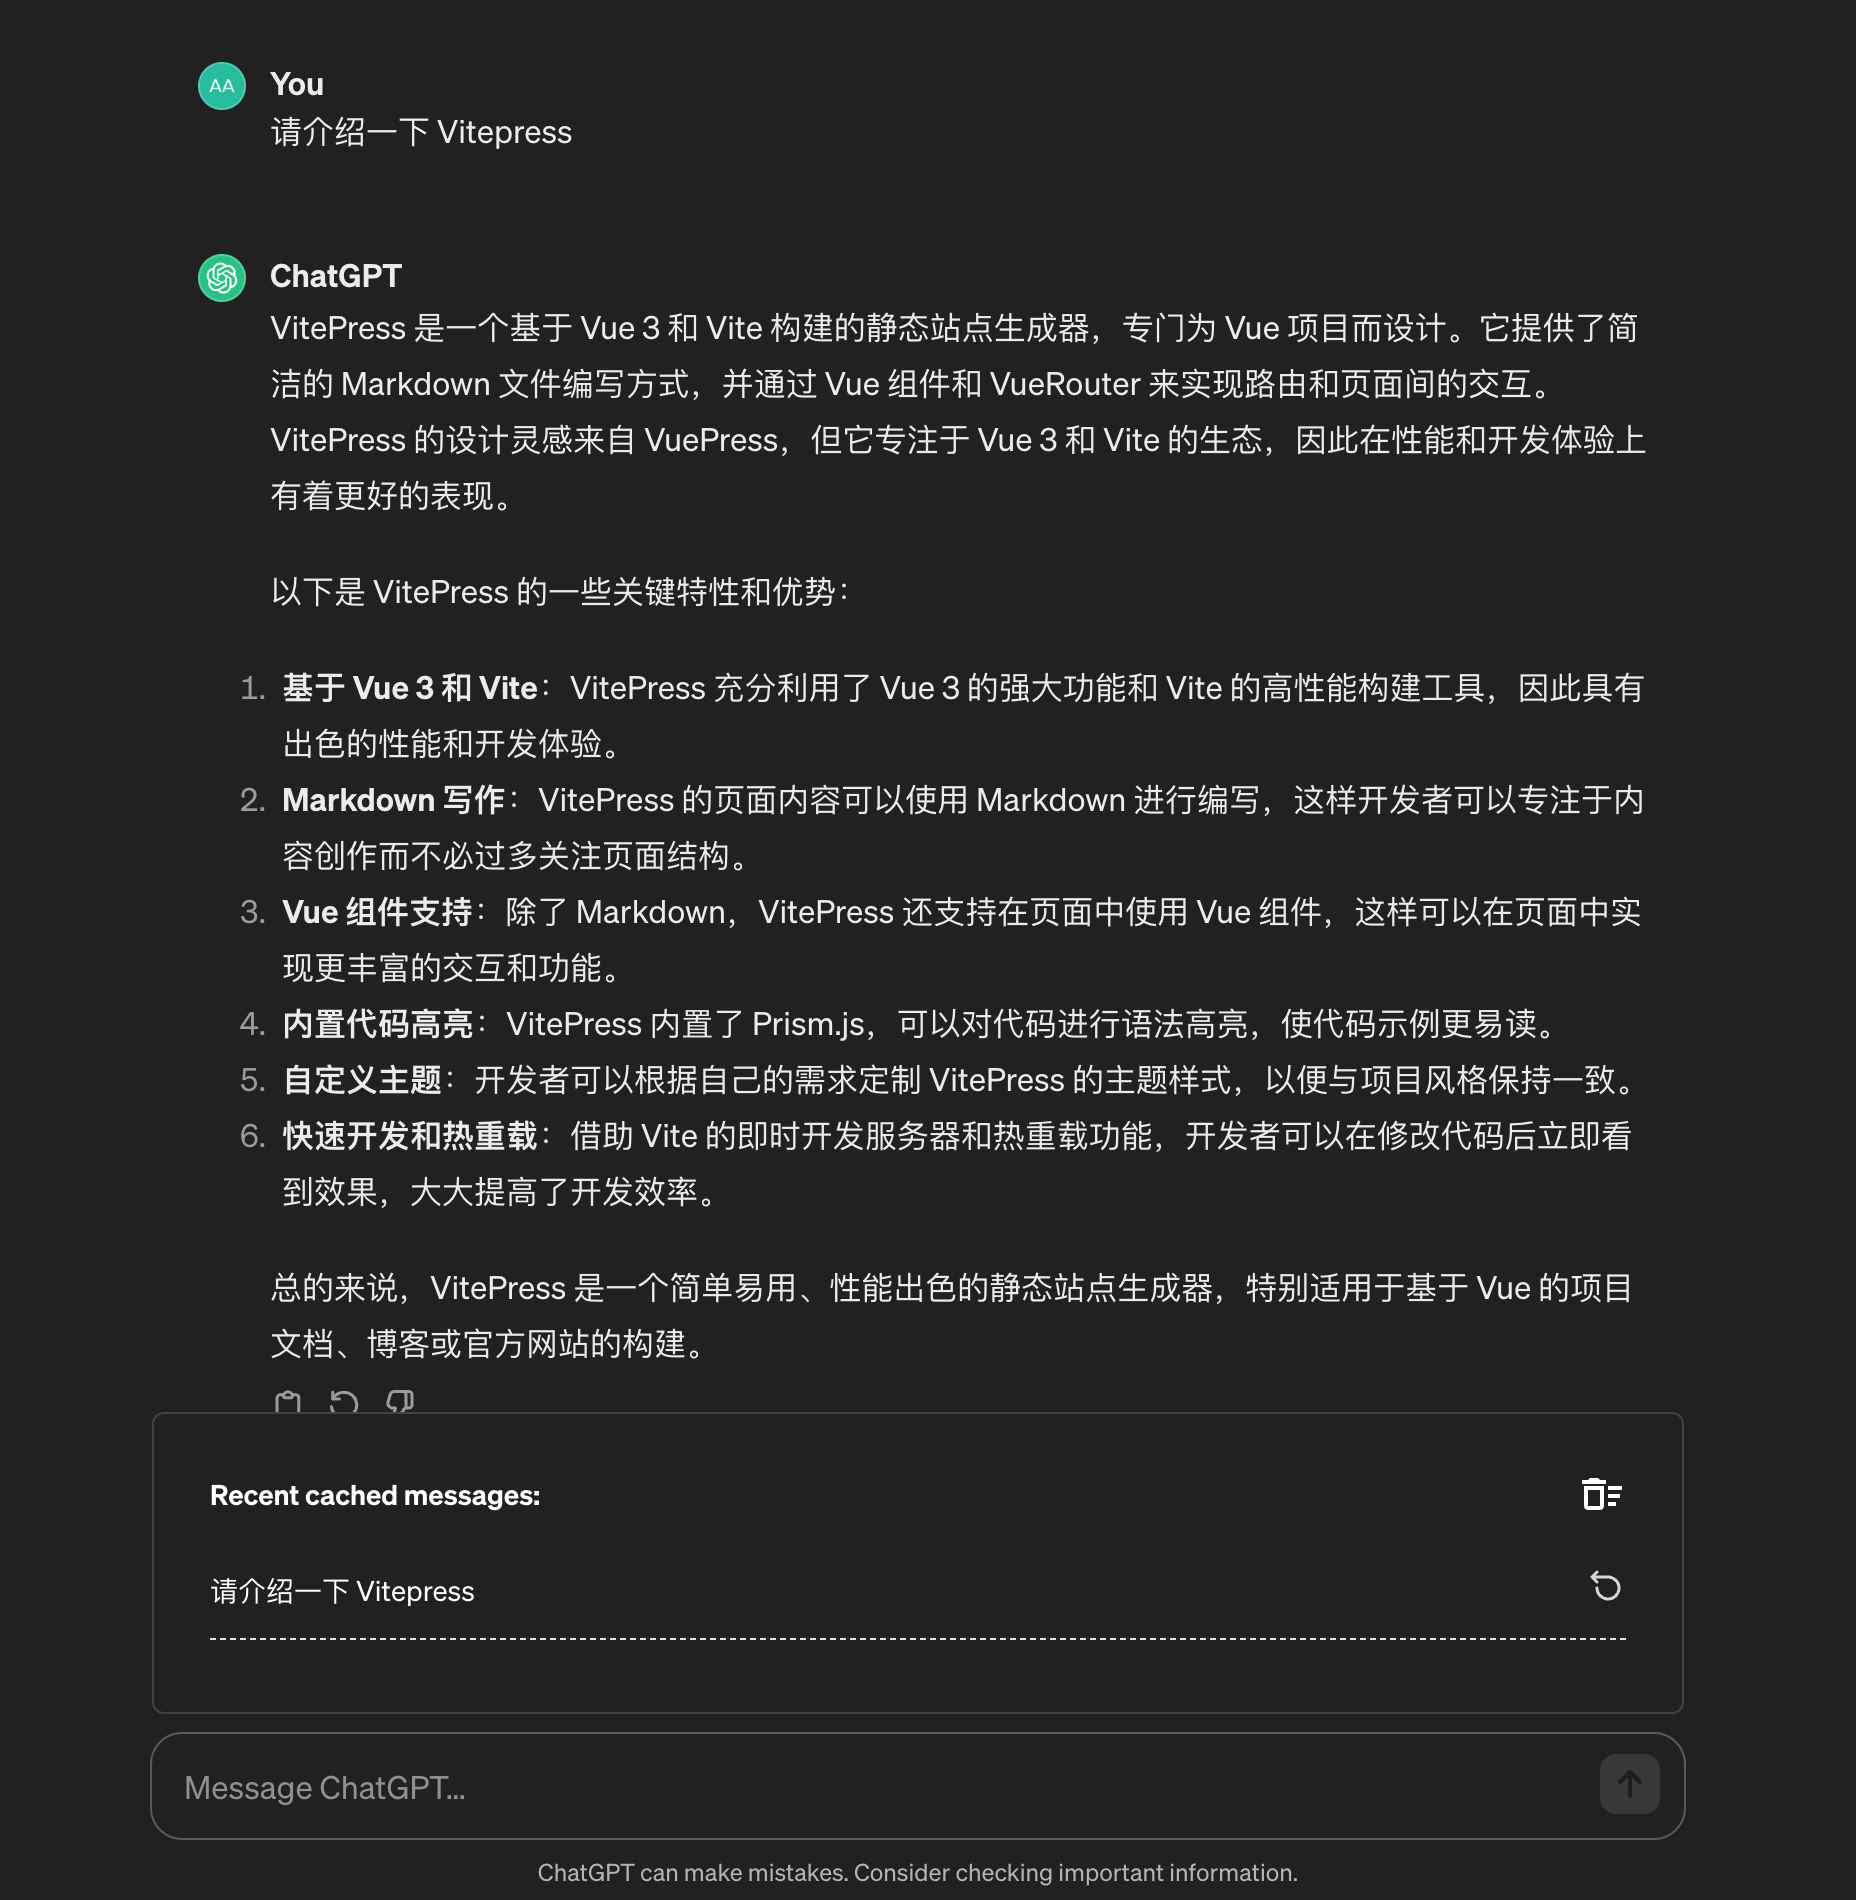 AA
You
请介绍一下 Vitepress
ChatGPT
VitePress 是一个基于 Vue 3 和 Vite 构建的静态站点生成器，专门为 Vue 项目而设计。它提供了简
洁的 Markdown 文件编写方式，并通过 Vue 组件和 VueRouter 来实现路由和页面间的交互。
VitePress 的设计灵感来自 VuePress，但它专注于 Vue 3 和 Vite 的生态，因此在性能和开发体验上
有着更好的表现。
以下是 VitePress 的一些关键特性和优势：
1. 基于 Vue 3 和 Vite：VitePress 充分利用了 Vue 3 的强大功能和 Vite 的高性能构建工具，因此具有
出色的性能和开发体验。
2. Markdown 写作：VitePress 的页面内容可以使用 Markdown 进行编写，这样开发者可以专注于内
容创作而不必过多关注页面结构。
3. Vue 组件支持：除了 Markdown，VitePress 还支持在页面中使用 Vue 组件，这样可以在页面中实
现更丰富的交互和功能。
4. 内置代码高亮：VitePress 内置了 Prism.js，可以对代码进行语法高亮，使代码示例更易读。
5. 自定义主题：开发者可以根据自己的需求定制 VitePress 的主题样式，以便与项目风格保持一致。
6. 快速开发和热重载：借助 Vite 的即时开发服务器和热重载功能，开发者可以在修改代码后立即看
到效果，大大提高了开发效率。
总的来说，VitePress 是一个简单易用、性能出色的静态站点生成器，特别适用于基于 Vue 的项目
文档、博客或官方网站的构建。
Recent cached messages:
请介绍一下 Vitepress
Message ChatGPT...
ChatGPT can make mistakes. Consider checking important information.